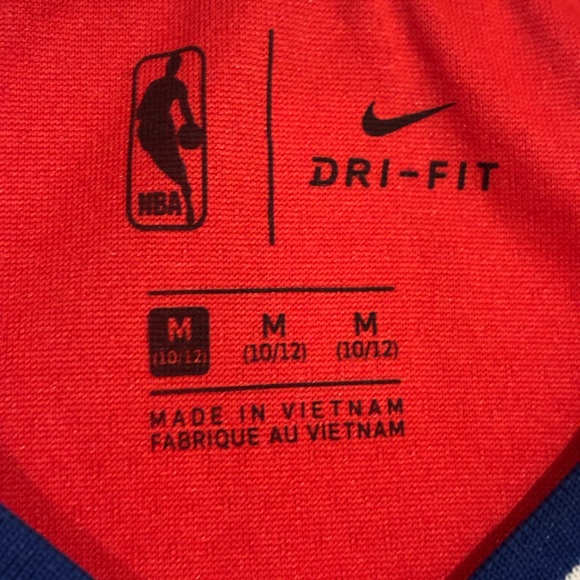 NBA
DRI-FIT
M M M
(10/12) (10/12) (10/12)
MADE IN VIETNAM
FABRIQUE AU VIETNAM